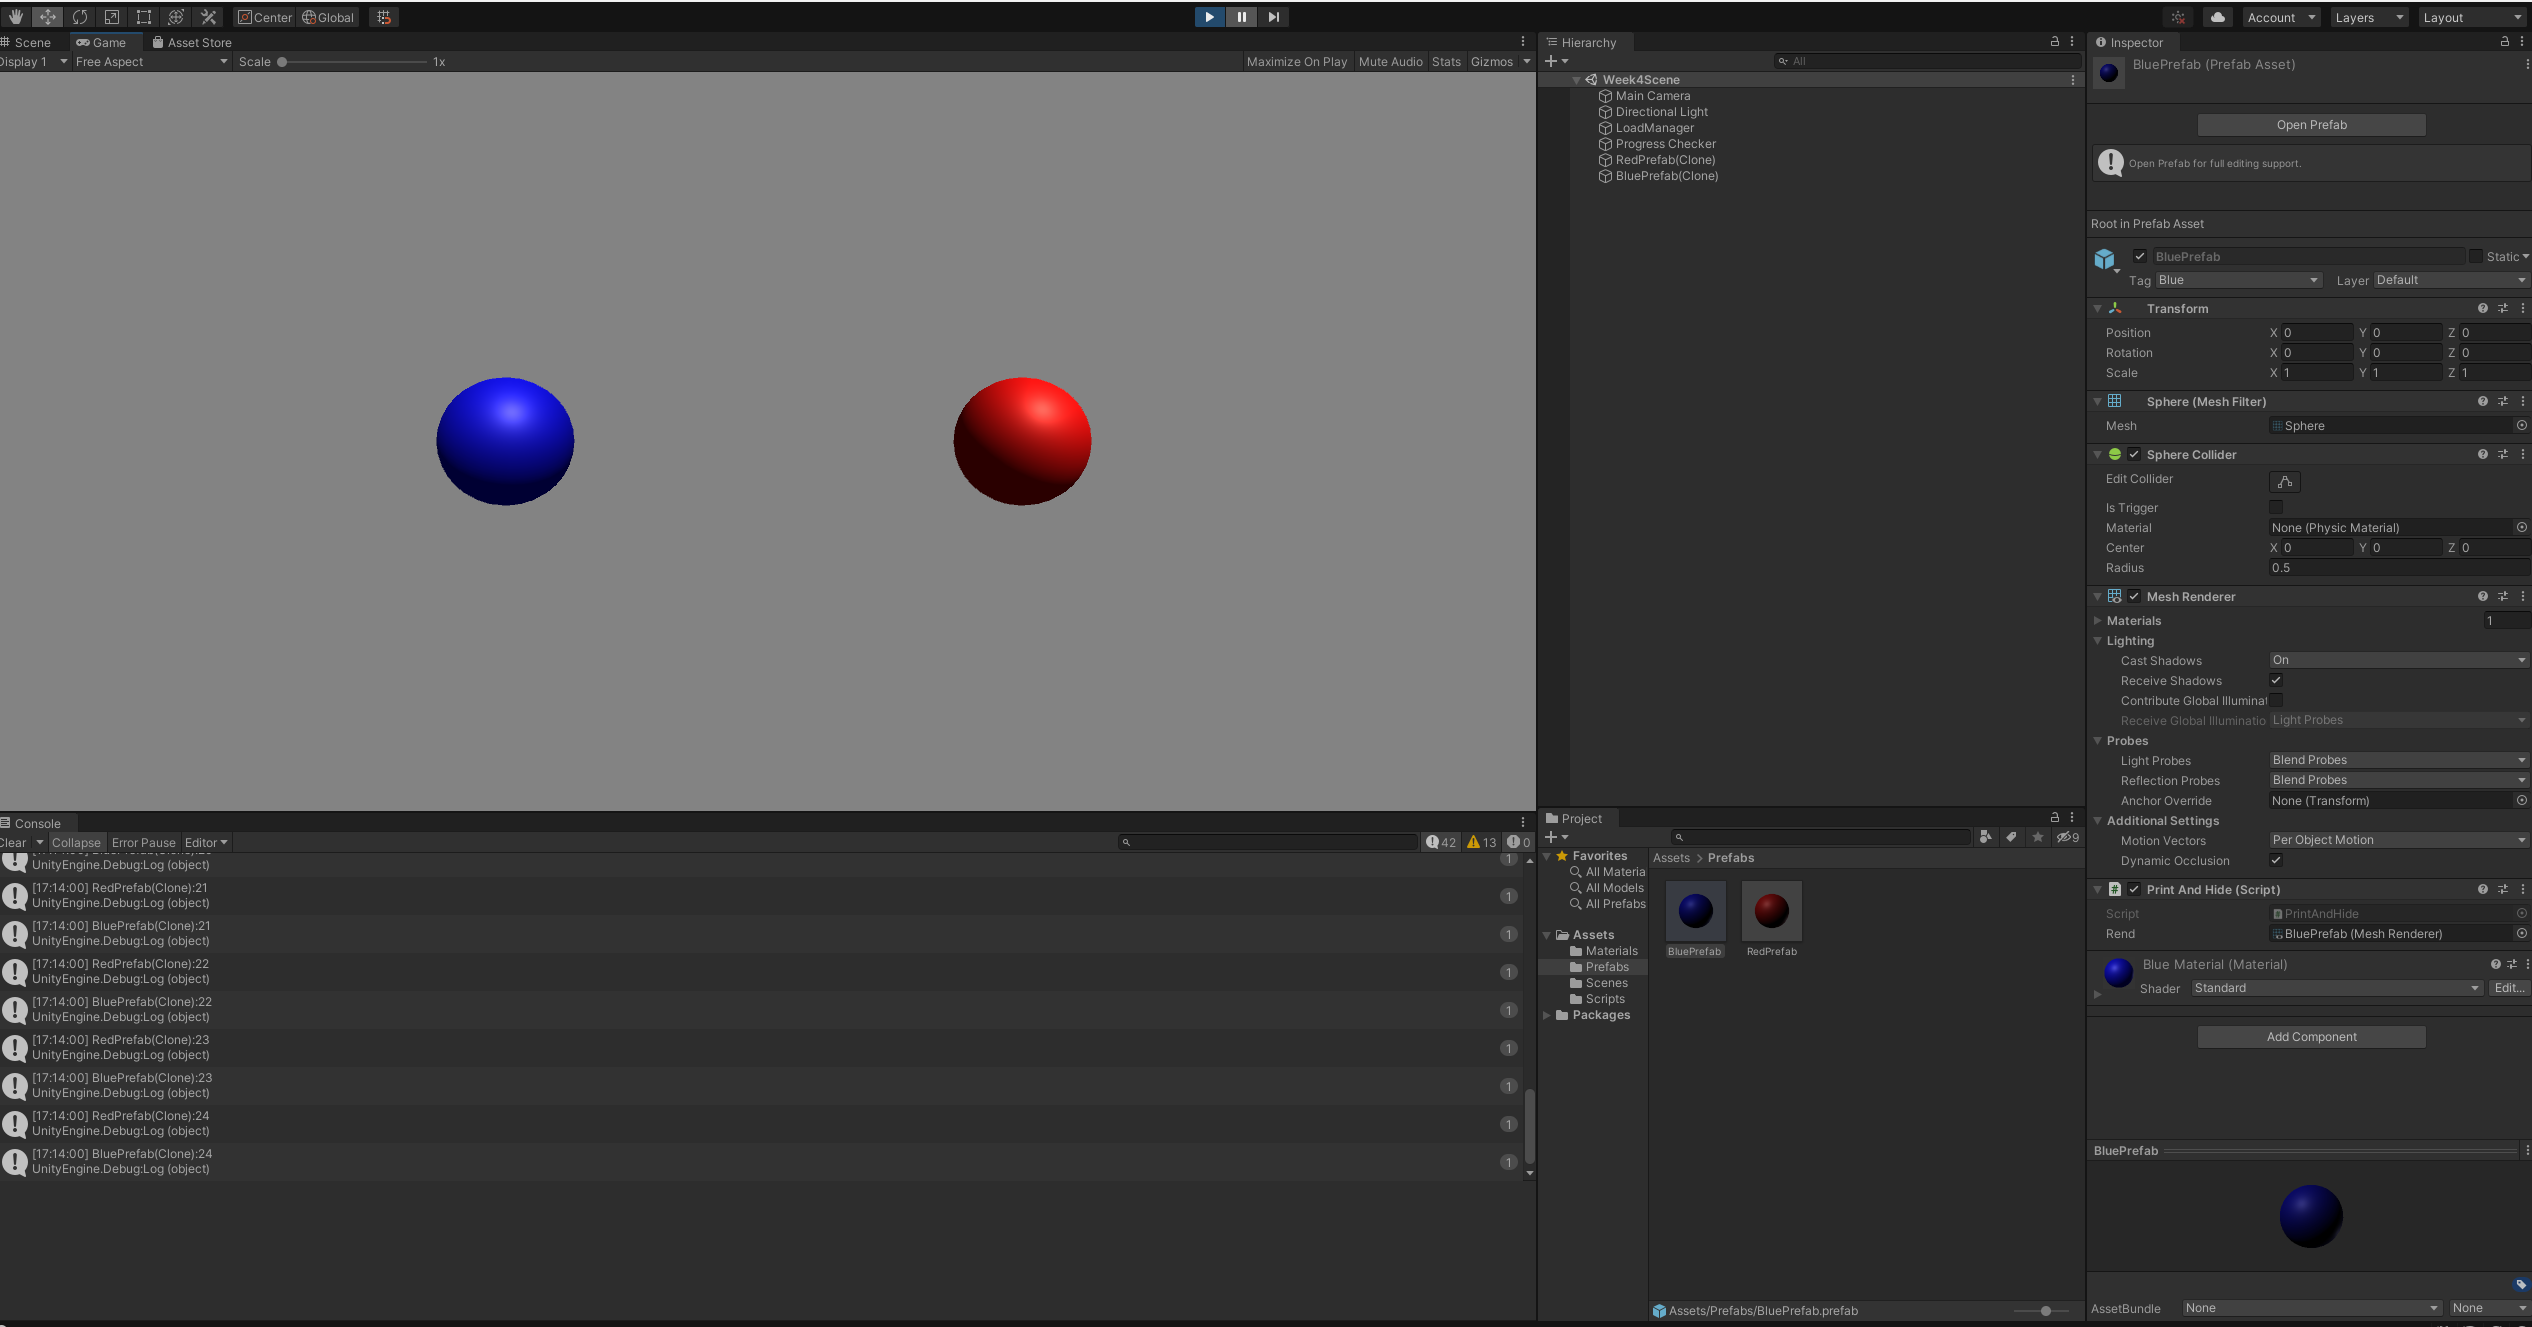 Center Global Account Layers Layout
Scene Game Asset Store
Display 1 Free Aspect Scale 1x Maximize On Play Mute Audio Stats Gizmos
Hierarchy
All
Week4Scene
Main Camera
Directional Light
LoadManager
Progress Checker
RedPrefab(Clone)
BluePrefab(Clone)
Console
Clear Collapse Error Pause Editor 42 13 0
UnityEngine.Debug:Log (object) 1
[17:14:00] RedPrefab(Clone):21
UnityEngine.Debug:Log (object) 1
[17:14:00] BluePrefab(Clone):21
UnityEngine.Debug:Log (object) 1
[17:14:00] RedPrefab(Clone):22
UnityEngine.Debug:Log (object) 1
[17:14:00] BluePrefab(Clone):22
UnityEngine.Debug:Log (object) 1
[17:14:00] RedPrefab(Clone):23
UnityEngine.Debug:Log (object) 1
[17:14:00] BluePrefab(Clone):23
UnityEngine.Debug:Log (object) 1
[17:14:00] RedPrefab(Clone):24
UnityEngine.Debug:Log (object) 1
[17:14:00] BluePrefab(Clone):24
UnityEngine.Debug:Log (object) 1
Project
9
Favorites
All Materia
All Models
All Prefabs
Assets
Materials
Prefabs
Scenes
Scripts
Packages
Assets > Prefabs
BluePrefab RedPrefab
Assets/Prefabs/BluePrefab.prefab
Inspector
BluePrefab (Prefab Asset)
Open Prefab
Open Prefab for full editing support.
Root in Prefab Asset
BluePrefab Static
Tag Blue Layer Default
Transform
Position X 0 Y 0 Z 0
Rotation X 0 Y 0 Z 0
Scale X 1 Y 1 Z 1
Sphere (Mesh Filter)
Mesh Sphere
Sphere Collider
Edit Collider
Is Trigger
Material None (Physic Material)
Center X 0 Y 0 Z 0
Radius 0.5
Mesh Renderer
Materials 1
Lighting
Cast Shadows On
Receive Shadows
Contribute Global Illuminat
Receive Global Illuminatio Light Probes
Probes
Light Probes Blend Probes
Reflection Probes Blend Probes
Anchor Override None (Transform)
Additional Settings
Motion Vectors Per Object Motion
Dynamic Occlusion
# Print And Hide (Script)
Script PrintAndHide
Rend BluePrefab (Mesh Renderer)
Blue Material (Material)
Shader Standard Edit...
Add Component
BluePrefab
AssetBundle None None